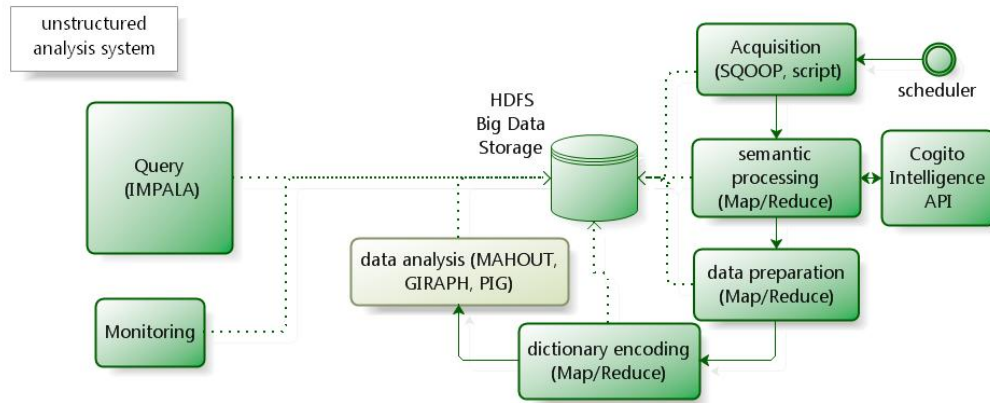 unstructured
analysis system
Acquisition
(SQOOP, script)
scheduler
HDFS
Big Data
Storage
Query
(IMPALA)
semantic
processing
(Map/Reduce)
Cogito
Intelligence
API
data analysis (MAHOUT,
GIRAPH, PIG)
data preparation
(Map/Reduce)
Monitoring
dictionary encoding
(Map/Reduce)